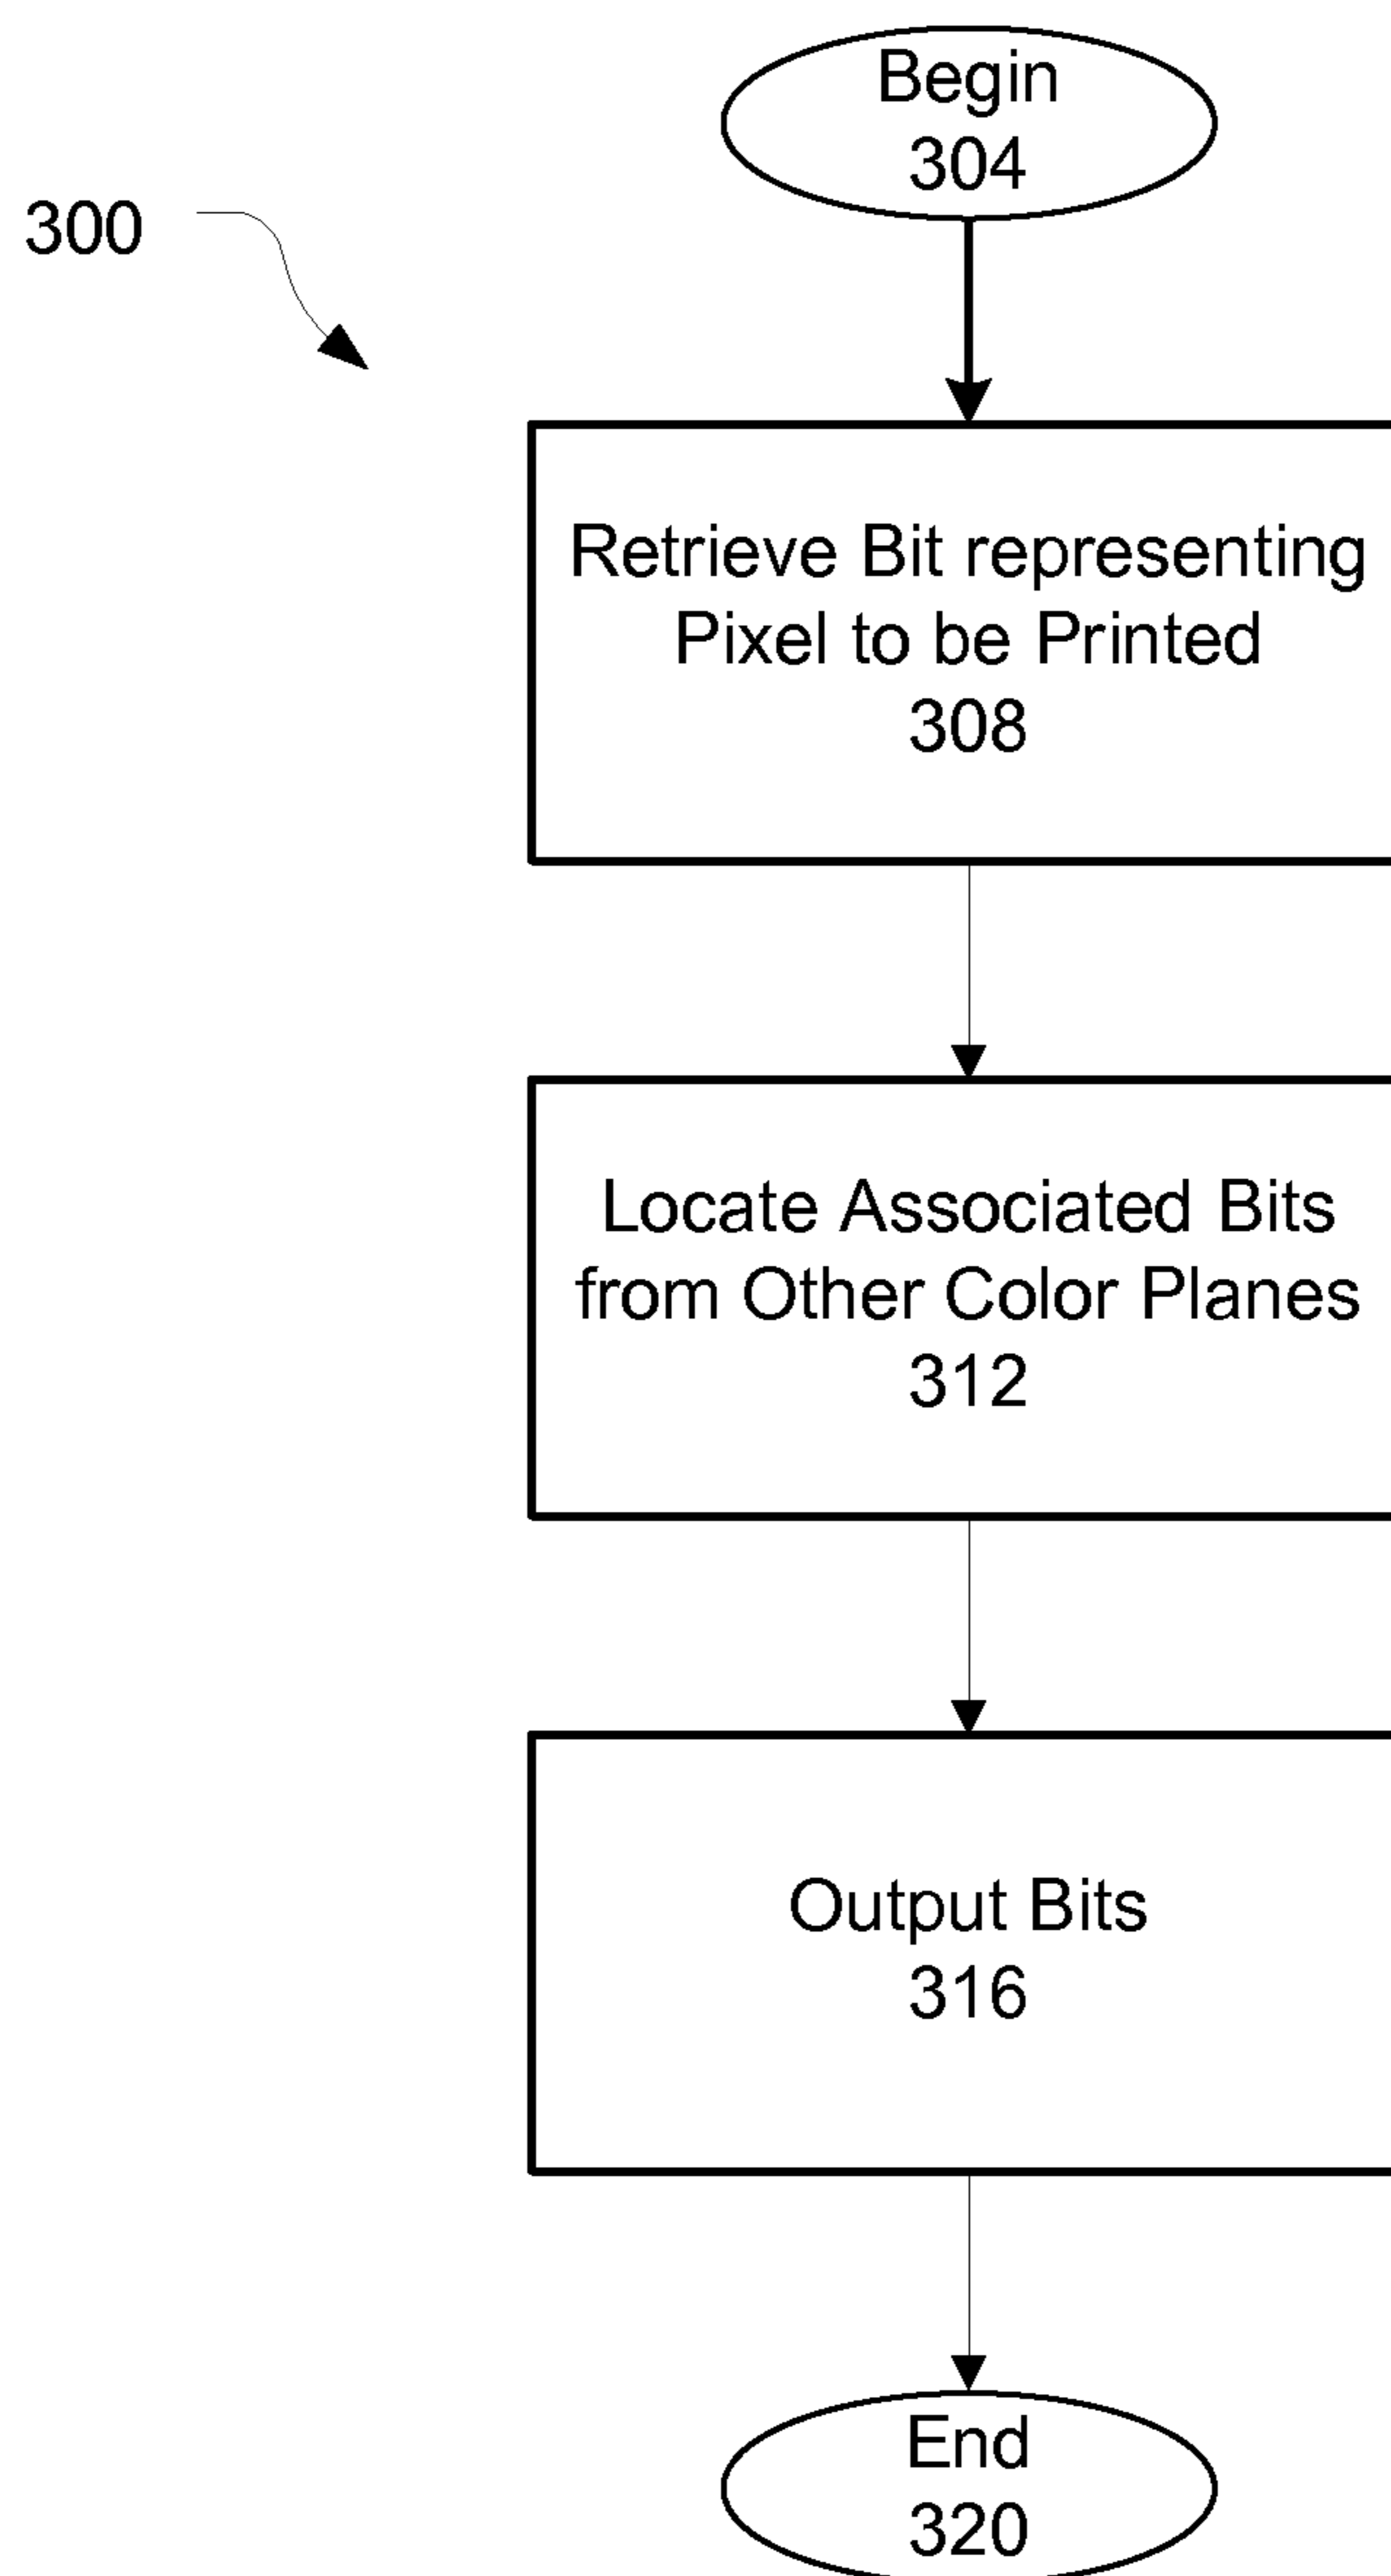 Begin
304
300
Retrieve Bit representing
Pixel to be Printed
308
Locate Associated Bits
from Other Color Planes
312
Output Bits
316
End
320